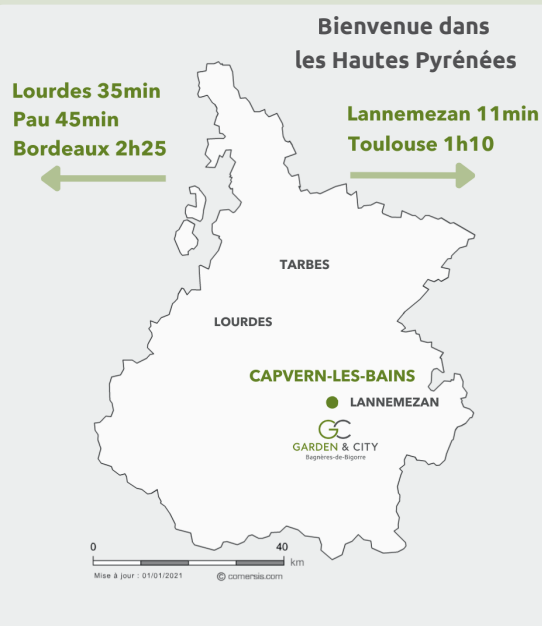 Bienvenue dans
les Hautes Pyrénées
Lourdes 35min
Pau 45min
Bordeaux 2h25
Lannemezan 11min
Toulouse 1h10
TARBES
LOURDES
CAPVERN-LES-BAINS
LANNEMEZAN
GC
GARDEN & CITY
Bagnères-de-Bigorre
0 40
km
Mise à jour : 01/01/2021 © comersis.com